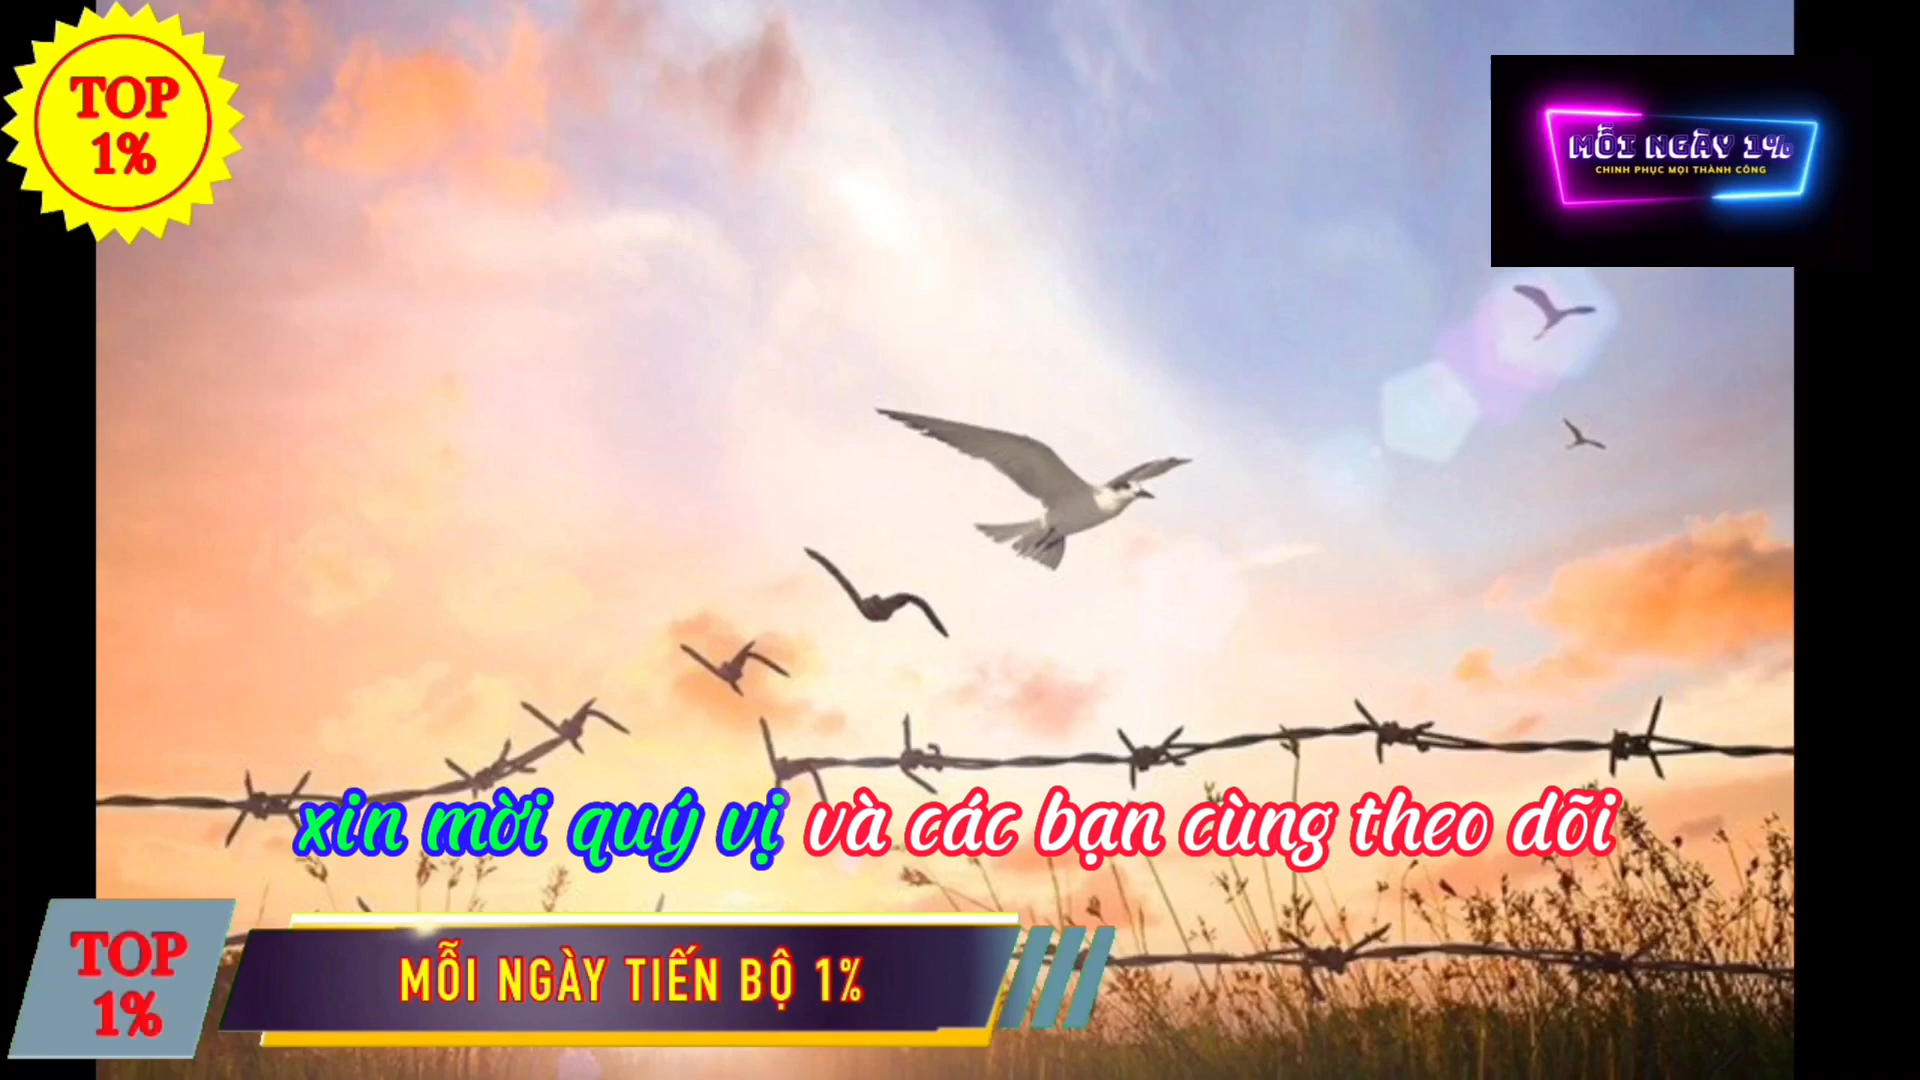 TOP
1%
MỖI NGÀY 1%
CHINH PHỤC MỌI THÀNH CÔNG
xin mời quý vị và các bạn cùng theo dõi
TOP
1%
MỖI NGÀY TIẾN BỘ 1%